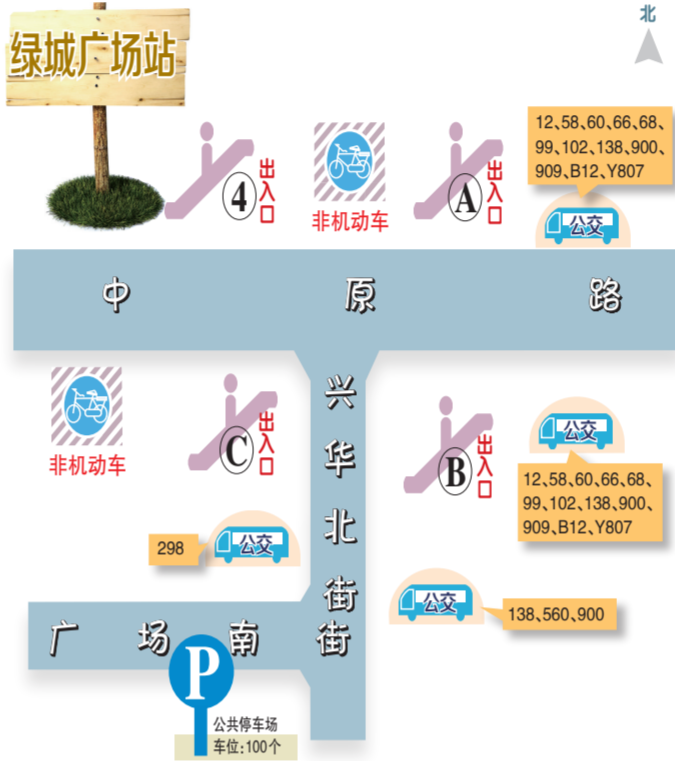 北
绿城广场站
12、58、60、66、68、
99、102、138、900、
909、B12、Y807
公交
4
出入口
非机动车
A
出入口
中原路
非机动车
C
出入口
兴华北街
B
出入口
公交
12、58、60、66、68、
99、102、138、900、
909、B12、Y807
298
公交
公交
138、560、900
广场南街
P
公共停车场
车位:100个